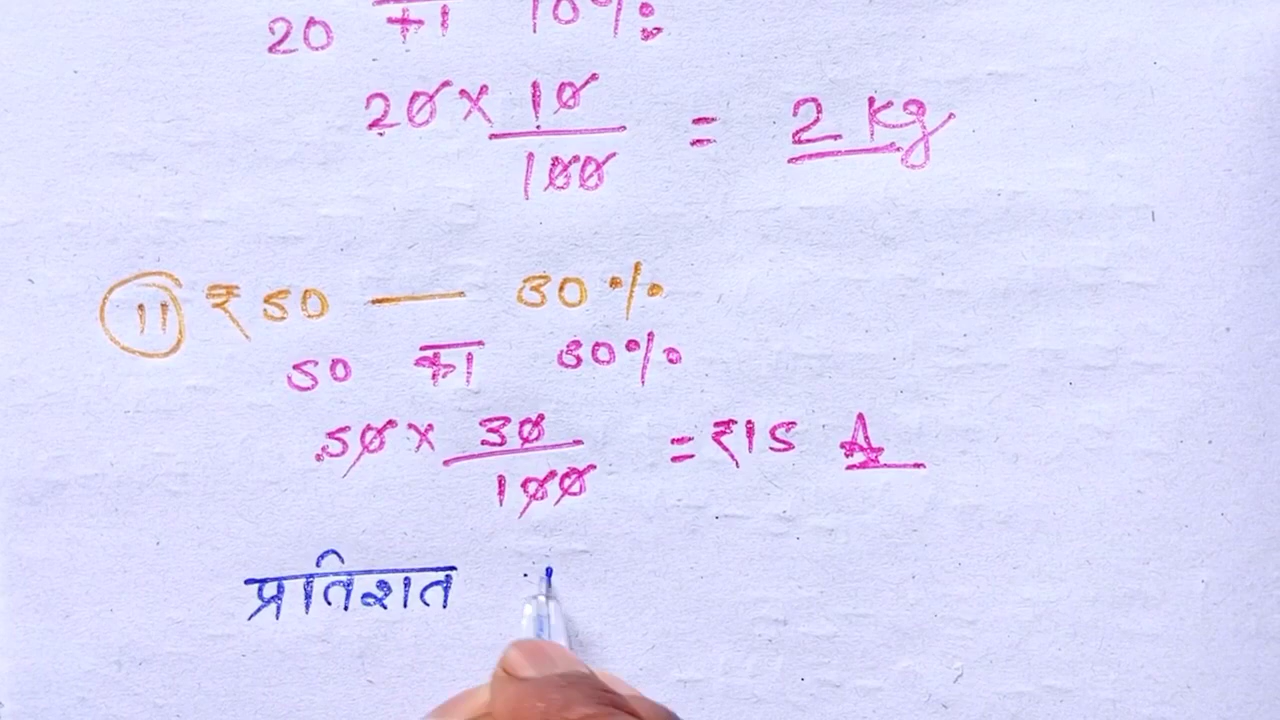 20 का 10%
20 × 10/100 = 2 Kg
(11) ₹50 — 30%
50 का 30%
50 × 30/100 = ₹15 A
प्रतिशत